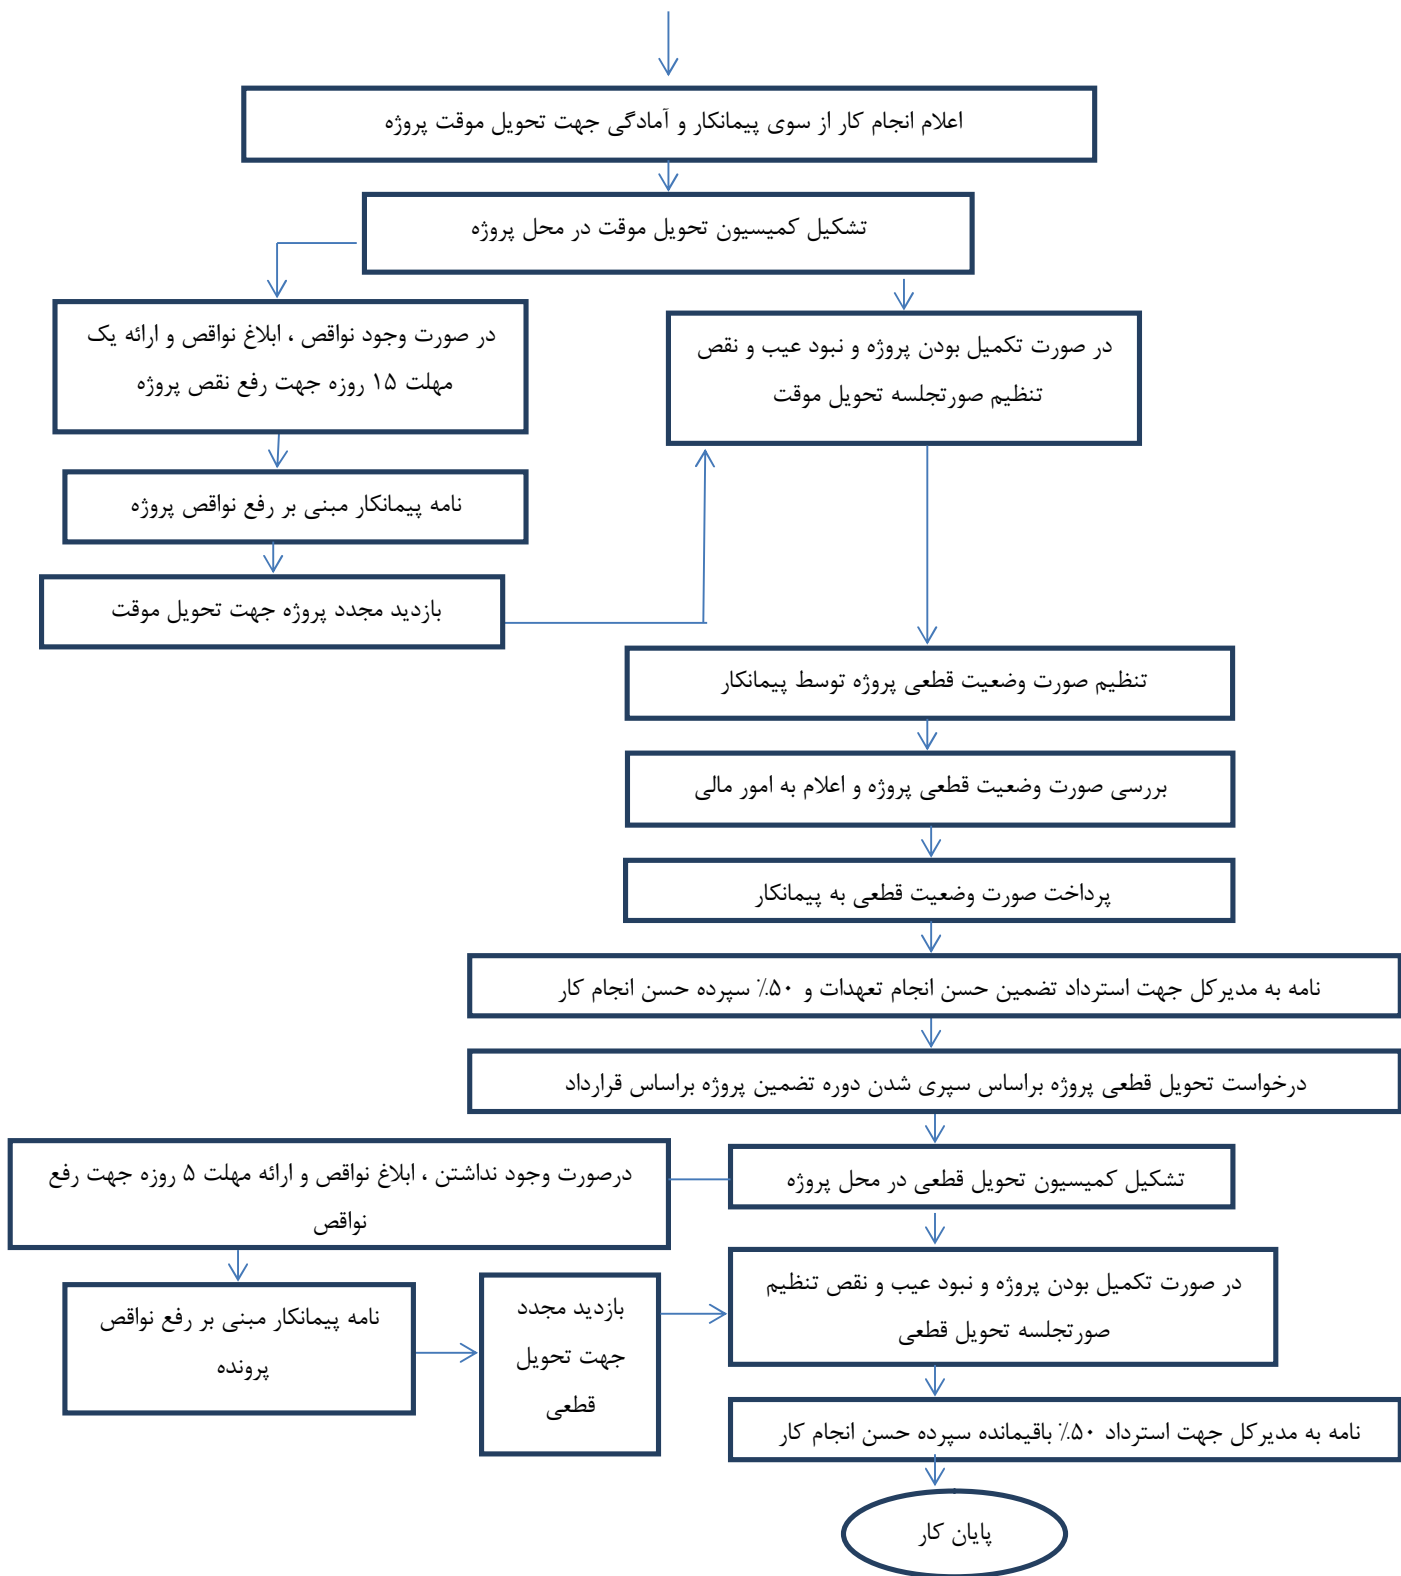 اعلام انجام کار از سوی پیمانکار و آمادگی جهت تحویل موقت پروژه
تشکیل کمیسیون تحویل موقت در محل پروژه
در صورت وجود نواقص ، ابلاغ نواقص و ارائه یک
مهلت ۱۵ روزه جهت رفع نقص پروژه
در صورت تکمیل بودن پروژه و نبود عیب و نقص
تنظیم صورتجلسه تحویل موقت
نامه پیمانکار مبنی بر رفع نواقص پروژه
بازدید مجدد پروژه جهت تحویل موقت
تنظیم صورت وضعیت قطعی پروژه توسط پیمانکار
بررسی صورت وضعیت قطعی پروژه و اعلام به امور مالی
پرداخت صورت وضعیت قطعی به پیمانکار
نامه به مدیرکل جهت استرداد تضمین حسن انجام تعهدات و ۵۰٪ سپرده حسن انجام کار
درخواست تحویل قطعی پروژه براساس سپری شدن دوره تضمین پروژه براساس قرارداد
تشکیل کمیسیون تحویل قطعی در محل پروژه
درصورت وجود نداشتن ، ابلاغ نواقص و ارائه مهلت ۵ روزه جهت رفع
نواقص
نامه پیمانکار مبنی بر رفع نواقص
پرونده
بازدید مجدد
جهت تحویل
قطعی
در صورت تکمیل بودن پروژه و نبود عیب و نقص تنظیم
صورتجلسه تحویل قطعی
نامه به مدیرکل جهت استرداد ۵۰٪ باقیمانده سپرده حسن انجام کار
پایان کار